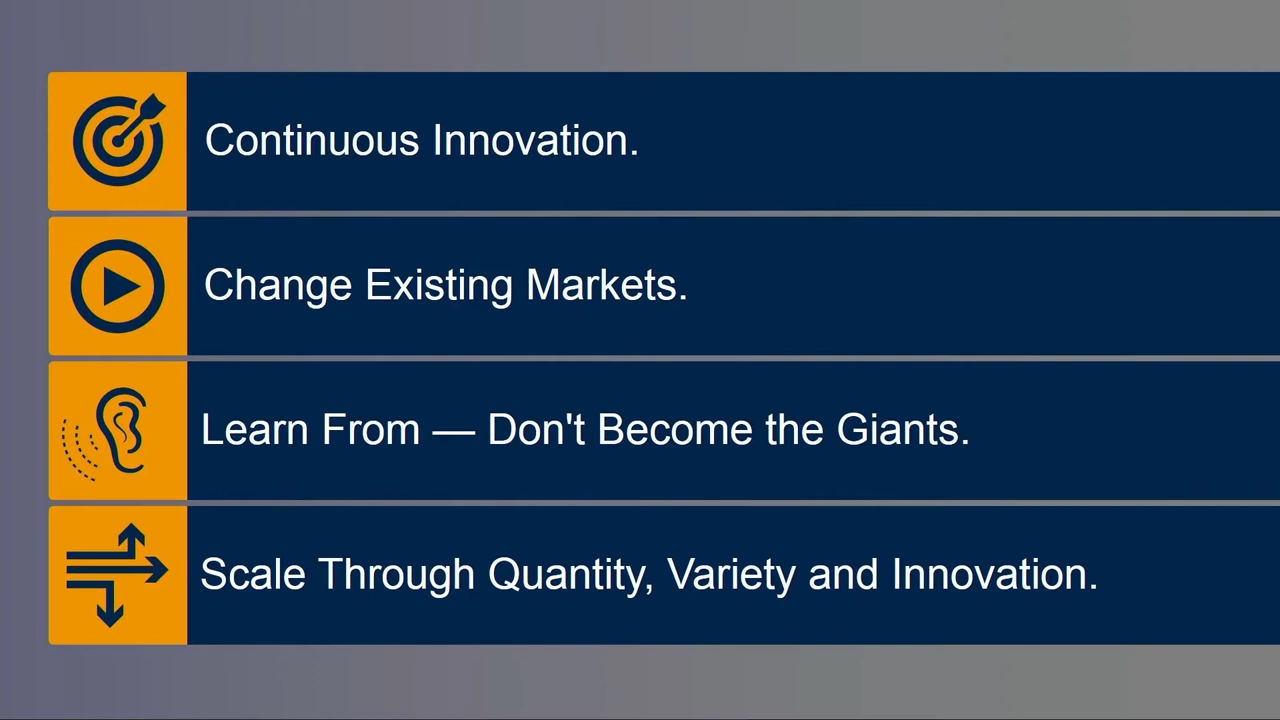 Continuous Innovation.
Change Existing Markets.
Learn From — Don't Become the Giants.
Scale Through Quantity, Variety and Innovation.